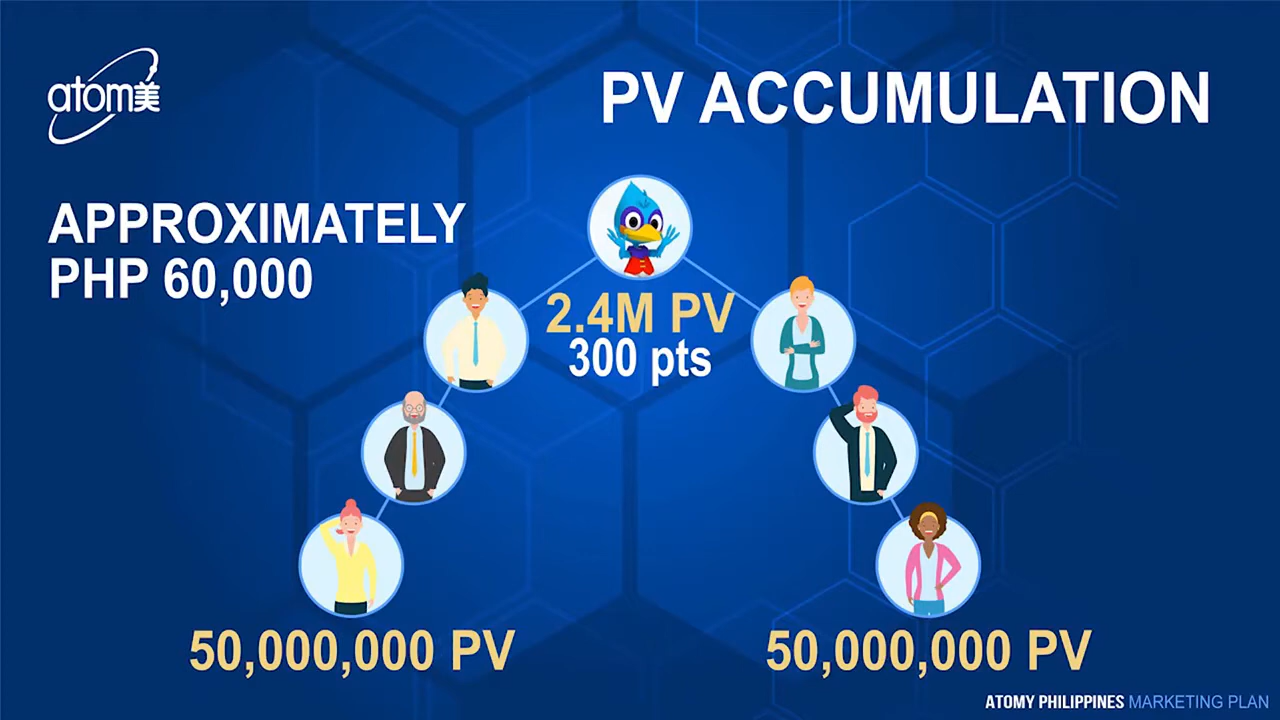 atom美
PV ACCUMULATION
APPROXIMATELY
PHP 60,000
2.4M PV
300 pts
50,000,000 PV
50,000,000 PV
ATOMY PHILIPPINES MARKETING PLAN